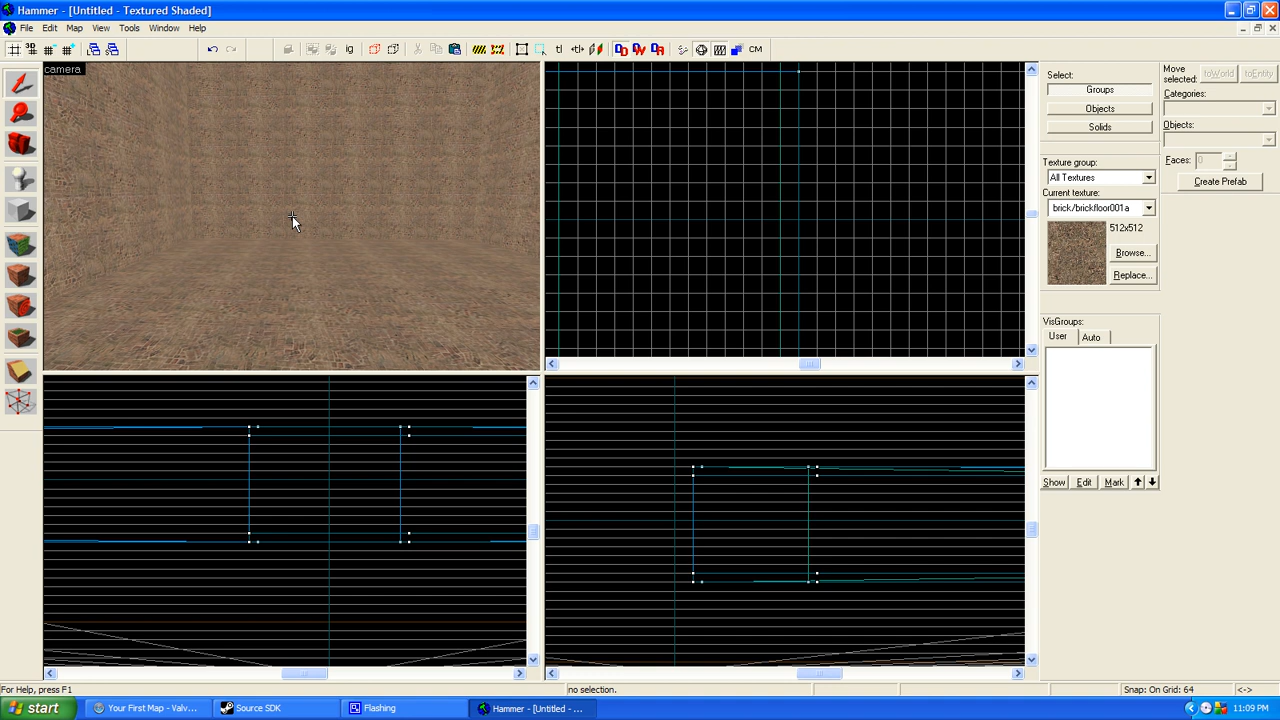 Hammer - [Untitled - Textured Shaded]
File Edit Map View Tools Window Help
camera
Select:
Groups
Objects
Solids
Texture group:
All Textures
Current texture:
brick/brickfloor001a
512x512
Browse...
Replace...
VisGroups:
User Auto
Show Edit Mark
Move selected:
toWorld toEntity
Categories:
Objects:
Faces: 0
Create Prefab
For Help, press F1
no selection.
Snap: On Grid: 64
<->
start
Your First Map - Valv...
Source SDK
Flashing
Hammer - [Untitled - ...
11:09 PM